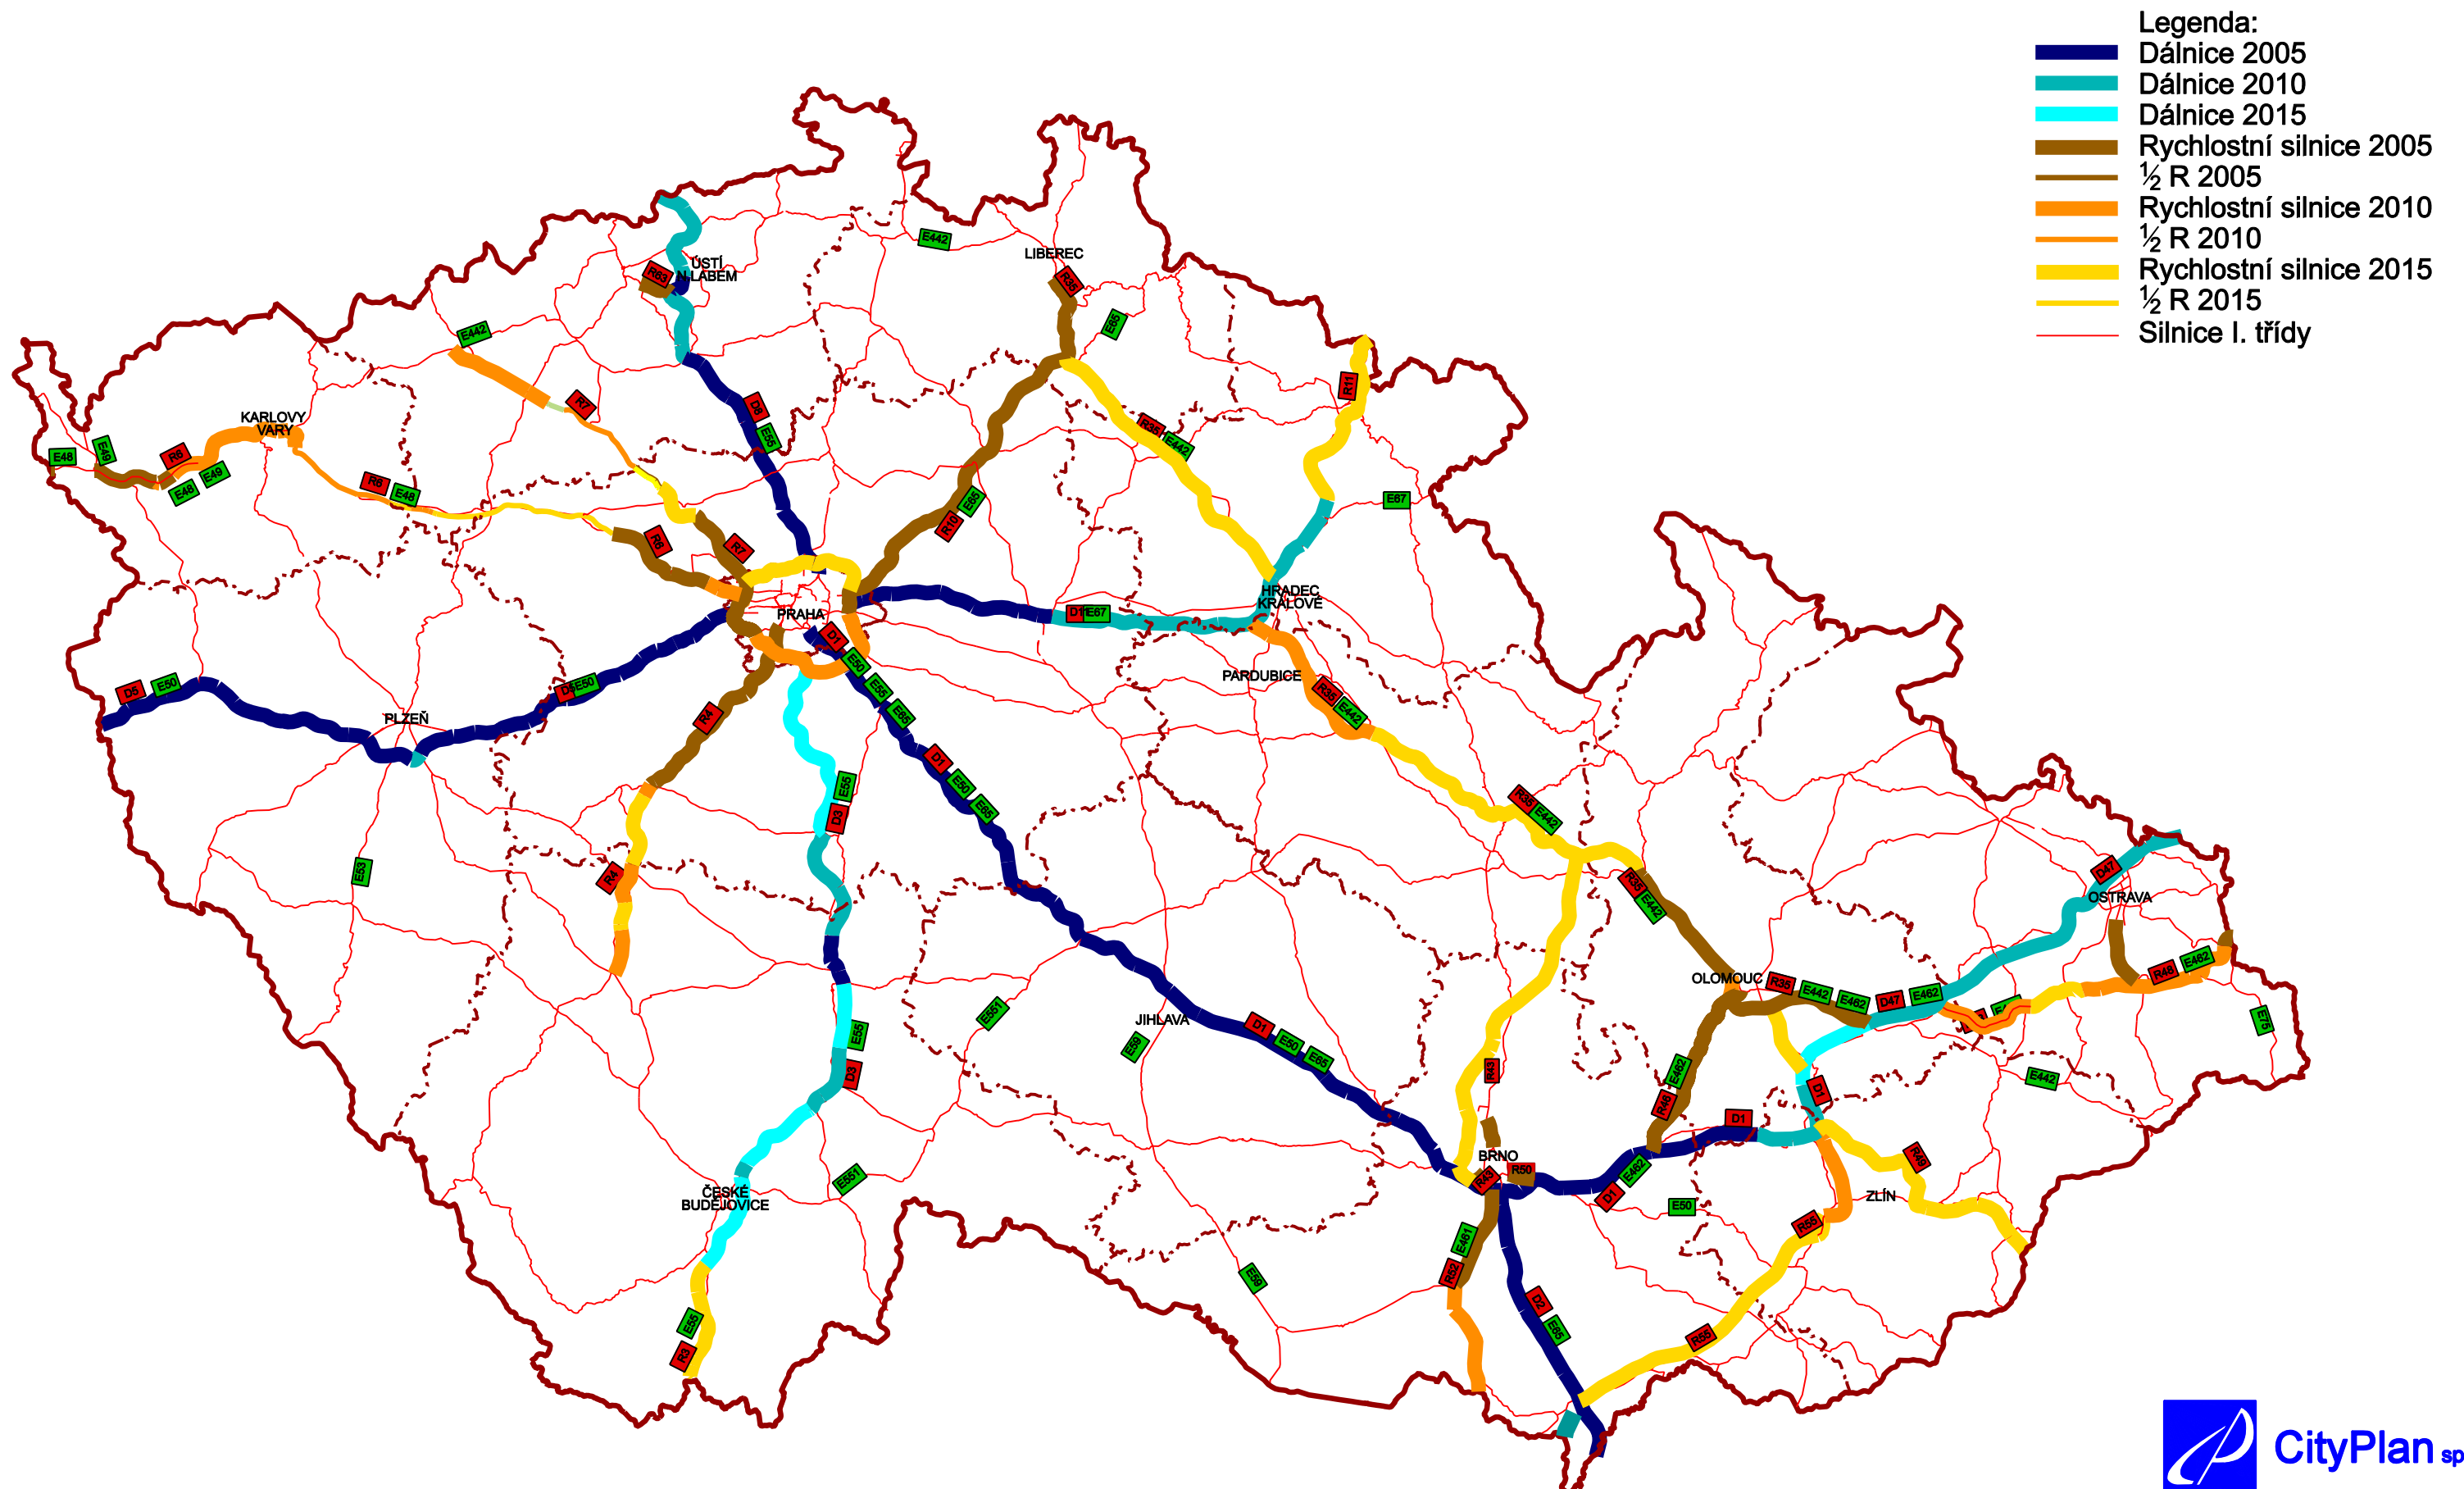 Legenda:
Dálnice 2005
Dálnice 2010
Dálnice 2015
Rychlostní silnice 2005
½ R 2005
Rychlostní silnice 2010
½ R 2010
Rychlostní silnice 2015
½ R 2015
Silnice I. třídy
E442
LIBEREC
R35
ÚSTÍ
N.LABEM
R63
E65
E442
R11
R7
D8
E55
KARLOVY
VARY
R35
E442
E48
E49
R6
E48
E49
R6
E48
E67
R10
E65
R6
R7
HRADEC
KRÁLOVÉ
D11
E67
PRAHA
D1
E50
E55
E65
PARDUBICE
R35
E442
D5
E50
D5
E50
PLZEŇ
R4
D1
E50
E65
E55
D3
R35
E442
E53
R4
R35
E442
D47
OSTRAVA
R48
E462
OLOMOUC
R35
E442
E462
D47
E462
E551
JIHLAVA
E59
D1
E50
E65
E55
D3
R43
E75
E442
E462
R46
D1
D1
R49
BRNO
R43
R50
E462
D1
E50
ZLÍN
R55
ČESKÉ
BUDĚJOVICE
E551
E461
R52
E59
D2
E65
R55
E55
R3
CityPlan sp